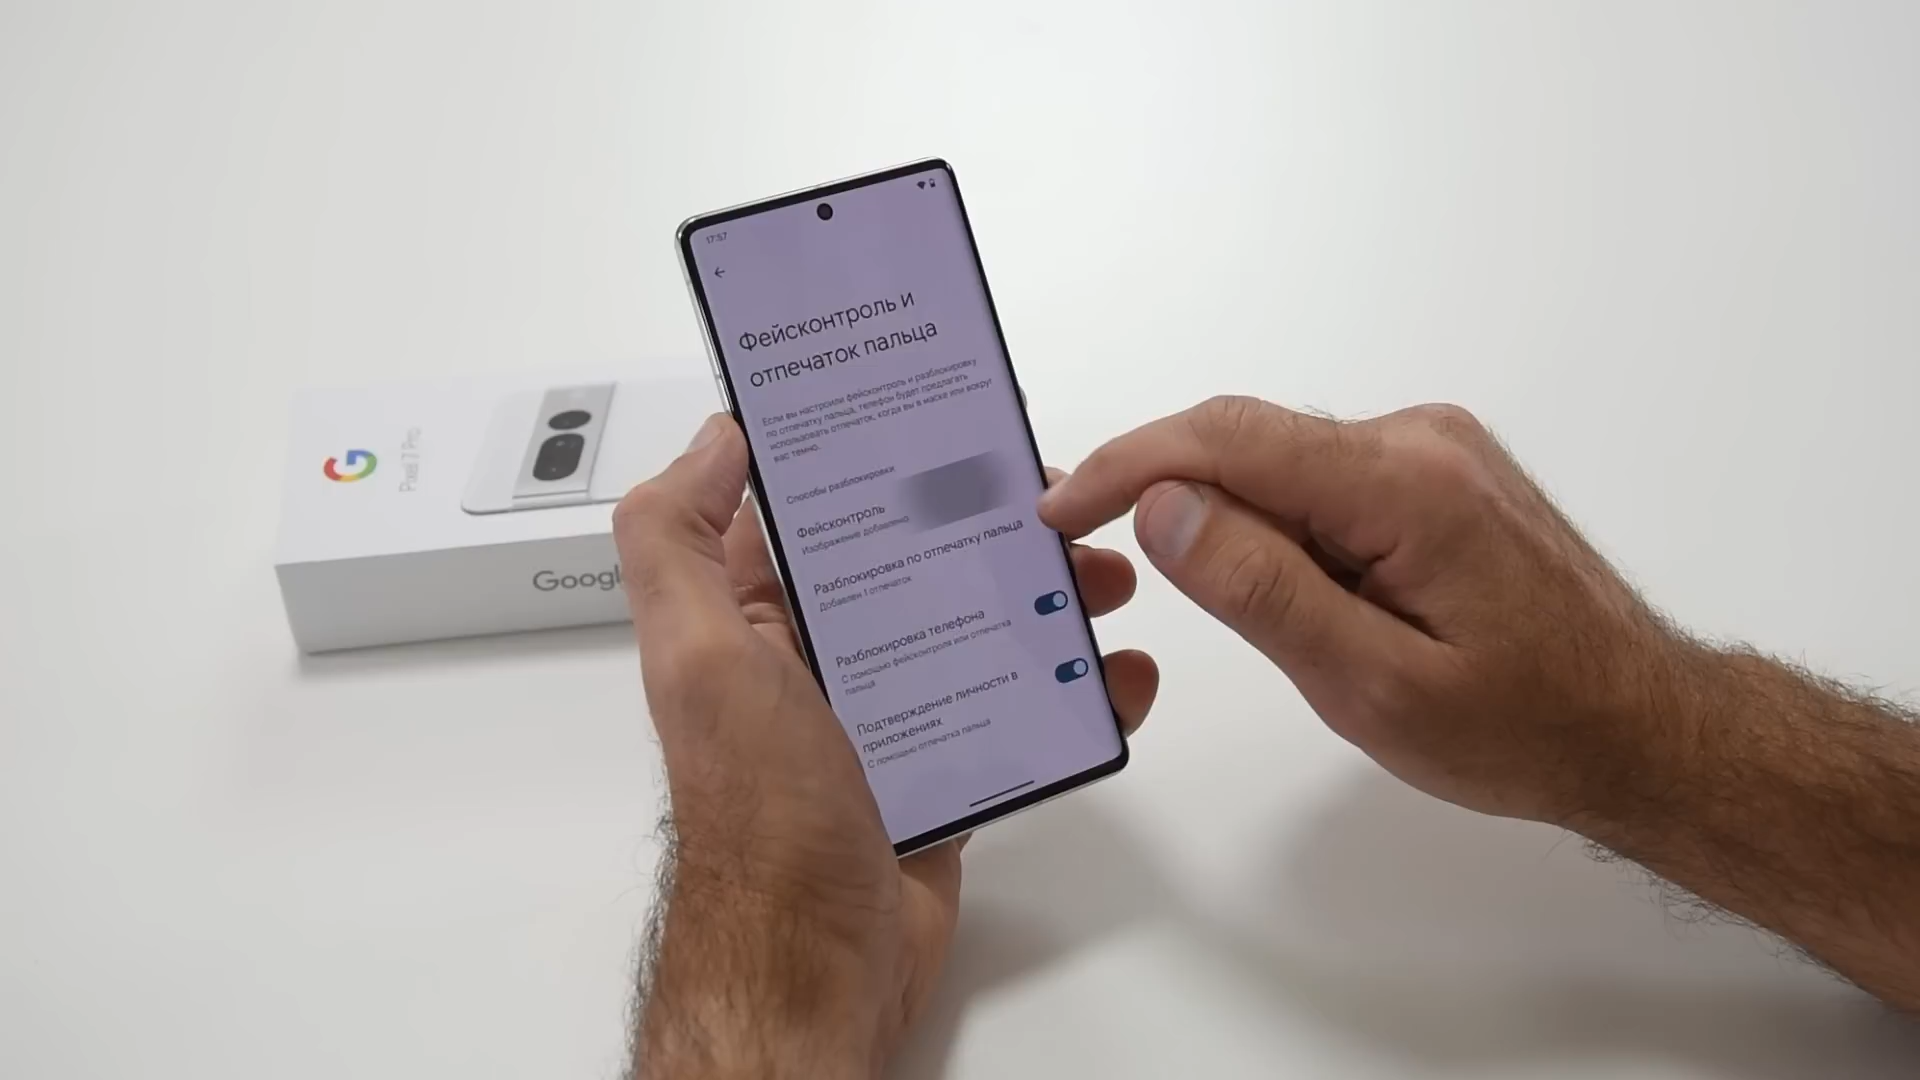 17:57
Фейсконтроль и
отпечаток пальца
Если вы настроили фейсконтроль и разблокировку
по отпечатку пальца, телефон будет предлагать
использовать отпечаток, когда вы в маске или вокруг
вас темно.
Способы разблокировки
Фейсконтроль
Изображение добавлено
Разблокировка по отпечатку пальца
Добавлен 1 отпечаток
Разблокировка телефона
С помощью фейсконтроля или отпечатка
пальца
Подтверждение личности в
приложениях
С помощью отпечатка пальца
G
Pixel 7 Pro
Googl